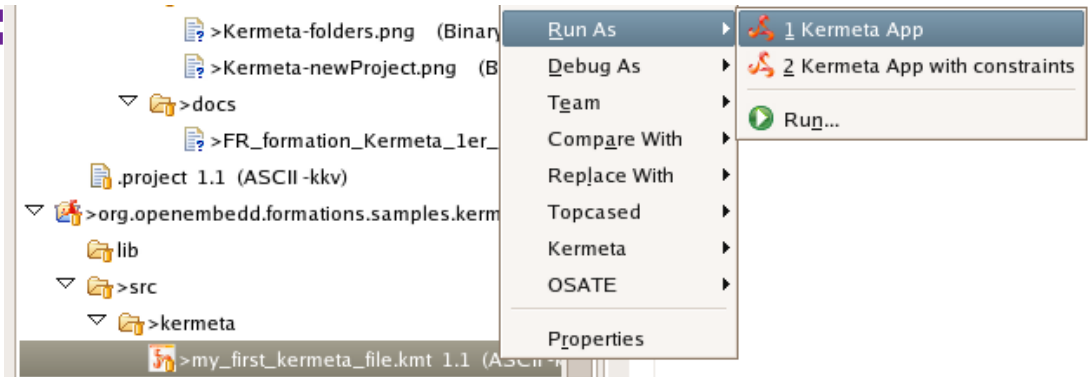 >Kermeta-folders.png (Binary
>Kermeta-newProject.png (B
>docs
>FR_formation_Kermeta_1er_
.project 1.1 (ASCII -kkv)
>org.openembedd.formations.samples.kerm
lib
>src
>kermeta
>my_first_kermeta_file.kmt 1.1 (ASCII -k
Run As
Debug As
Team
Compare With
Replace With
Topcased
Kermeta
OSATE
Properties
1 Kermeta App
2 Kermeta App with constraints
Run...